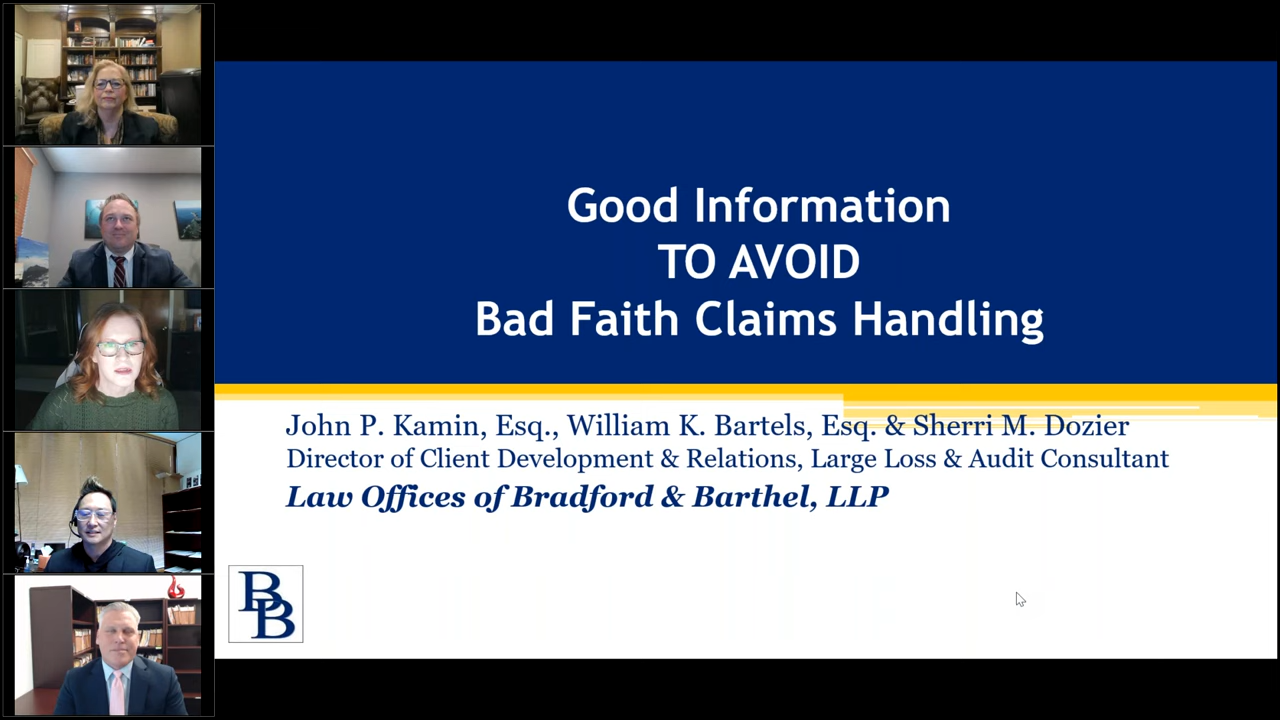 Good Information
TO AVOID
Bad Faith Claims Handling
John P. Kamin, Esq., William K. Bartels, Esq. & Sherri M. Dozier
Director of Client Development & Relations, Large Loss & Audit Consultant
Law Offices of Bradford & Barthel, LLP
BB